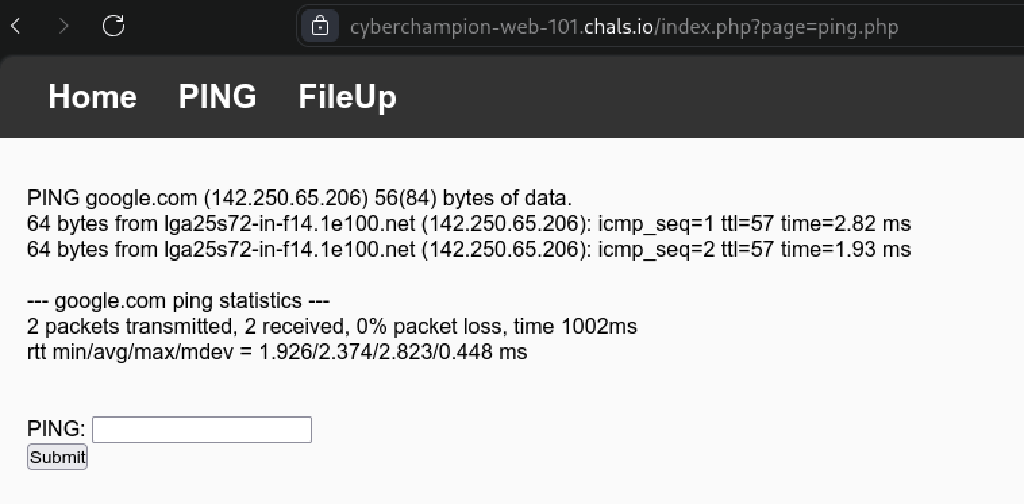 cyberchampion-web-101.chals.io/index.php?page=ping.php
Home PING FileUp
PING google.com (142.250.65.206) 56(84) bytes of data.
64 bytes from lga25s72-in-f14.1e100.net (142.250.65.206): icmp_seq=1 ttl=57 time=2.82 ms
64 bytes from lga25s72-in-f14.1e100.net (142.250.65.206): icmp_seq=2 ttl=57 time=1.93 ms
--- google.com ping statistics ---
2 packets transmitted, 2 received, 0% packet loss, time 1002ms
rtt min/avg/max/mdev = 1.926/2.374/2.823/0.448 ms
PING:
Submit